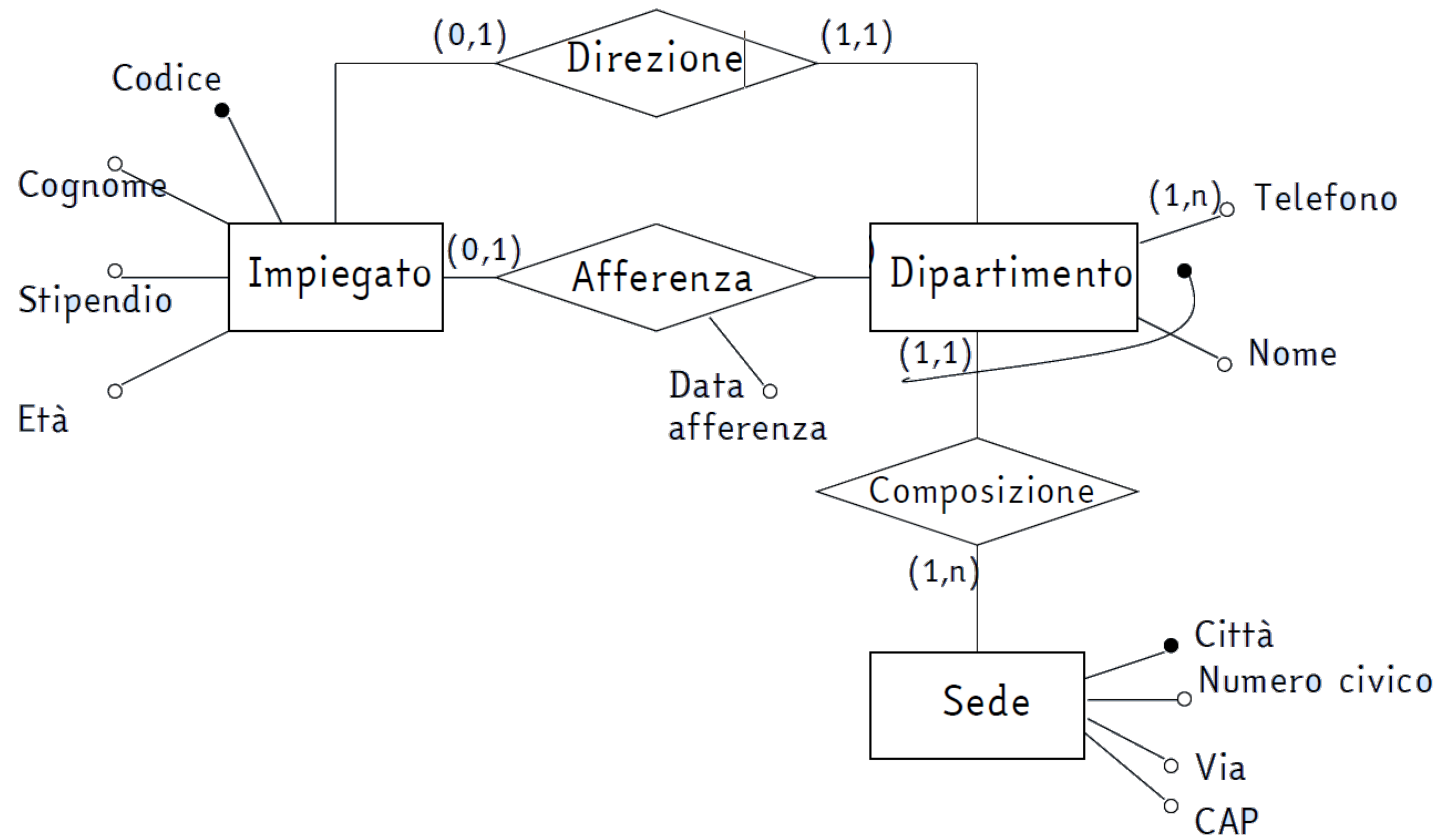 (0,1)
Direzione
(1,1)
Codice
Cognome
(1,n)
Telefono
Impiegato
(0,1)
Afferenza
)
Dipartimento
Stipendio
(1,1)
Nome
Data
afferenza
Età
Composizione
(1,n)
Città
Numero civico
Sede
Via
CAP